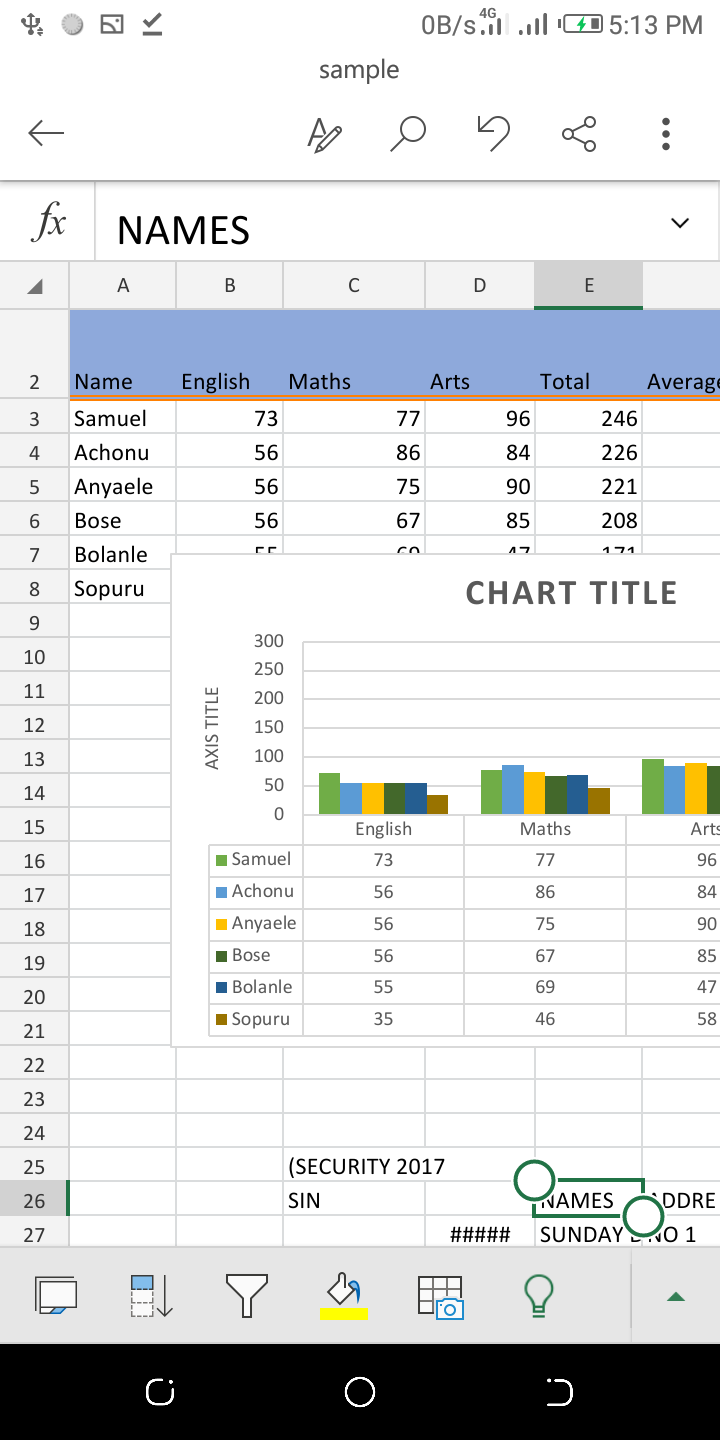 0B/s 4G 5:13 PM
sample
fx NAMES
A B C D E
2 Name English Maths Arts Total Average
3 Samuel 73 77 96 246
4 Achonu 56 86 84 226
5 Anyaele 56 75 90 221
6 Bose 56 67 85 208
7 Bolanle 55 69 47 171
8 Sopuru
9
10
11
12
13
14
15
16
17
18
19
20
21
22
23
24
CHART TITLE
AXIS TITLE
300
250
200
150
100
50
0
English Maths Arts
Samuel 73 77 96
Achonu 56 86 84
Anyaele 56 75 90
Bose 56 67 85
Bolanle 55 69 47
Sopuru 35 46 58
25 (SECURITY 2017
26 SIN NAMES ADDRE
27 ##### SUNDAY NO 1